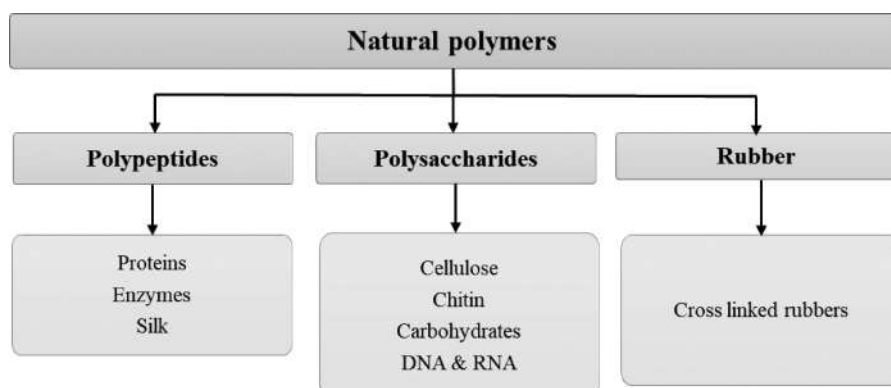 Natural polymers
Polypeptides
Polysaccharides
Rubber
Proteins
Enzymes
Silk
Cellulose
Chitin
Carbohydrates
DNA & RNA
Cross linked rubbers